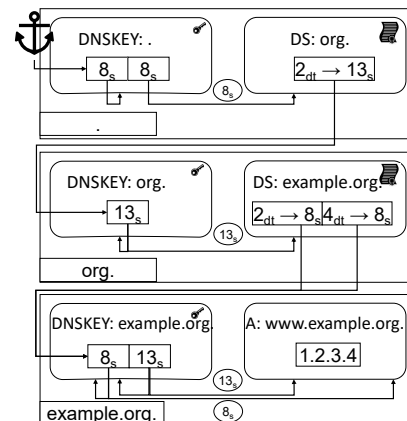 DNSKEY: .
8s 8s
8s
DS: org.
2dt → 13s
.
DNSKEY: org.
13s
13s
DS: example.org.
2dt → 8s 4dt → 8s
org.
DNSKEY: example.org.
8s 13s
A: www.example.org.
1.2.3.4
13s
8s
example.org.